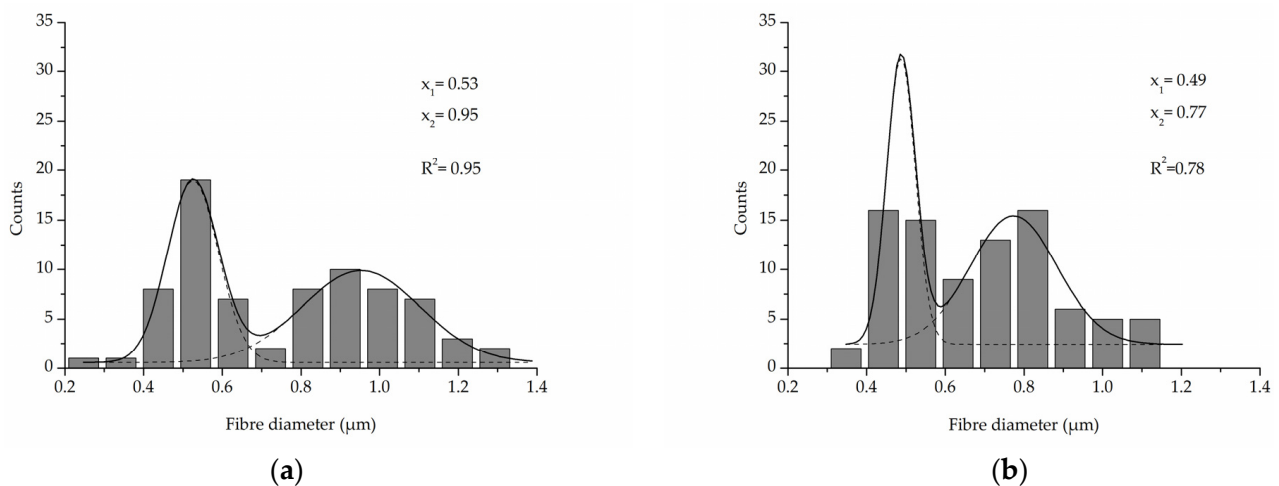 35
30
25
20
15
10
5
0
Counts
x₁= 0.53
x₂= 0.95
R²= 0.95
0.2 0.4 0.6 0.8 1.0 1.2 1.4
Fibre diameter (μm)
(a)
35
30
25
20
15
10
5
0
Counts
x₁= 0.49
x₂= 0.77
R²= 0.78
0.2 0.4 0.6 0.8 1.0 1.2 1.4
Fibre diameter (μm)
(b)